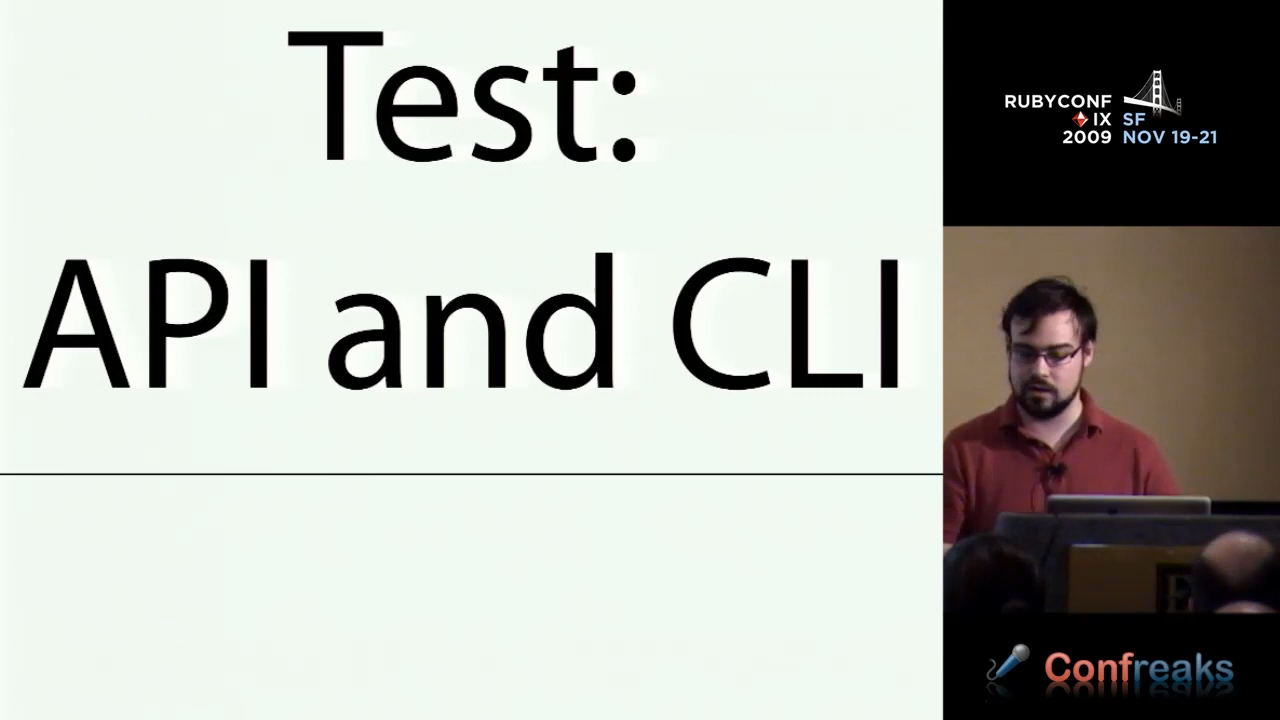 Test:
API and CLI
RUBYCONF
IX SF
2009 NOV 19-21
Confreaks